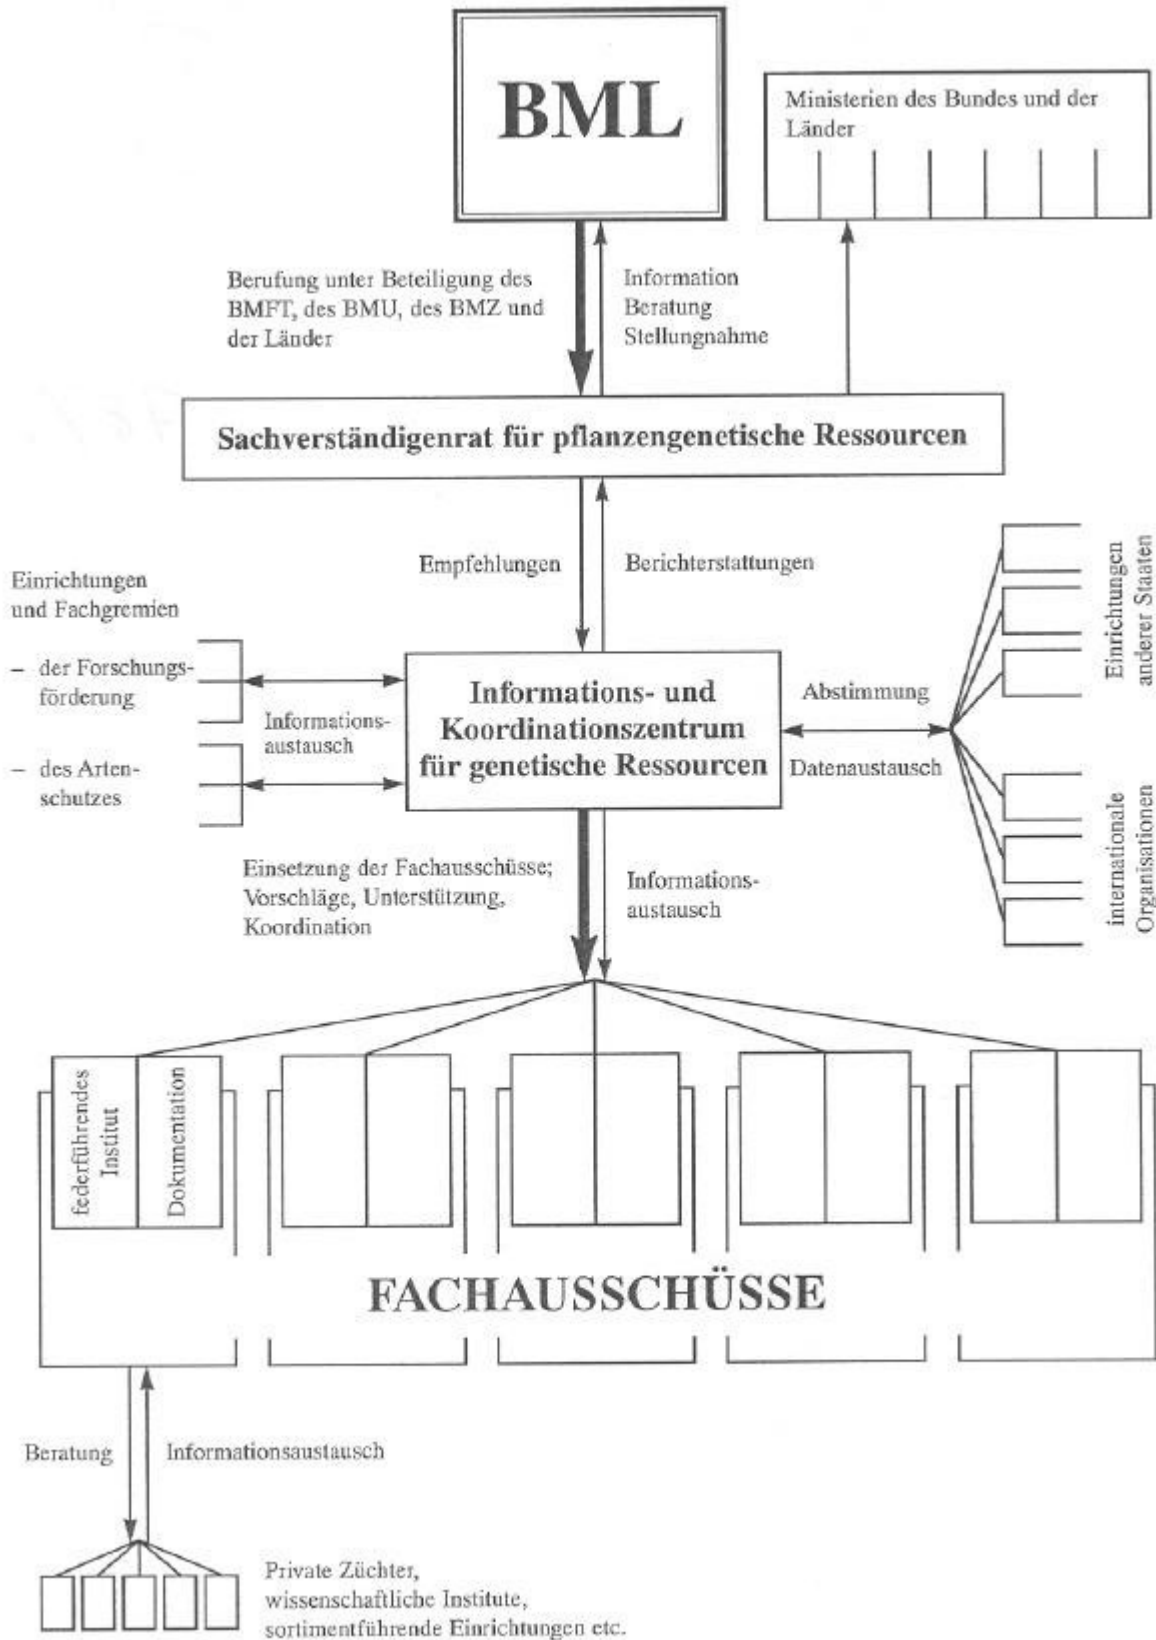 BML
Ministerien des Bundes und der
Länder
Berufung unter Beteiligung des
BMFT, des BMU, des BMZ und
der Länder
Information
Beratung
Stellungnahme
Sachverständigenrat für pflanzengenetische Ressourcen
Empfehlungen
Berichterstattungen
Einrichtungen
und Fachgremien
– der Forschungs-
förderung
– des Arten-
schutzes
Informations-
austausch
Informations- und
Koordinationszentrum
für genetische Ressourcen
Abstimmung
Datenaustausch
Einrichtungen
anderer Staaten
internationale
Organisationen
Einsetzung der Fachausschüsse;
Vorschläge, Unterstützung,
Koordination
Informations-
austausch
federführendes
Institut
Dokumentation
FACHAUSSCHÜSSE
Beratung
Informationsaustausch
Private Züchter,
wissenschaftliche Institute,
sortimentführende Einrichtungen etc.